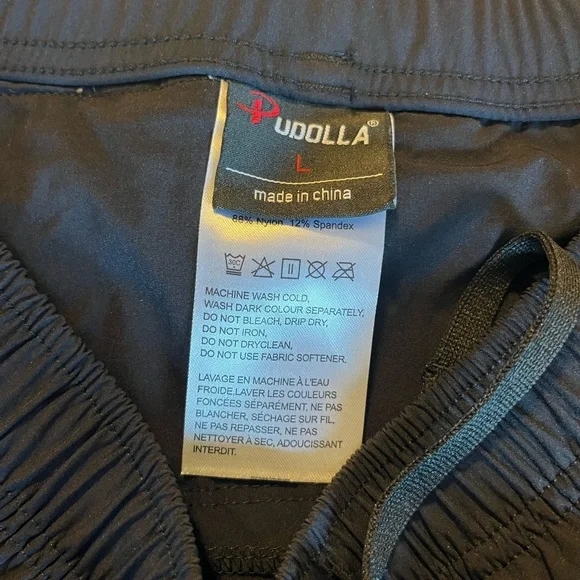 PUDOLLA®
L
made in china
88% Nylon 12% Spandex
30C
MACHINE WASH COLD,
WASH DARK COLOUR SEPARATELY,
DO NOT BLEACH, DRIP DRY,
DO NOT IRON,
DO NOT DRYCLEAN,
DO NOT USE FABRIC SOFTENER.
LAVAGE EN MACHINE À L'EAU
FROIDE,LAVER LES COULEURS
FONCÉES SÉPARÉMENT, NE PAS
BLANCHER, SÉCHAGE SUR FIL,
NE PAS REPASSER, NE PAS
NETTOYER À SEC, ADOUCISSANT
INTERDIT.